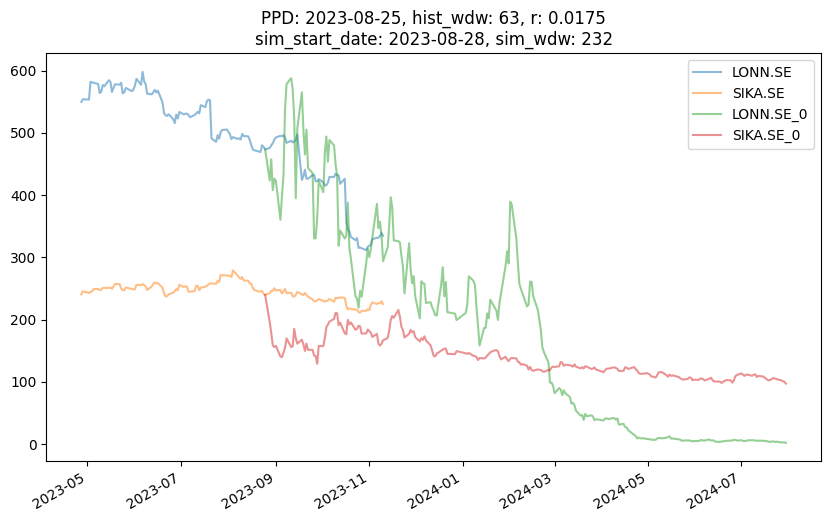 PPD: 2023-08-25, hist_wdw: 63, r: 0.0175
sim_start_date: 2023-08-28, sim_wdw: 232
LONN.SE
SIKA.SE
LONN.SE_0
SIKA.SE_0
600
500
400
300
200
100
0
2023-05
2023-07
2023-09
2023-11
2024-01
2024-03
2024-05
2024-07